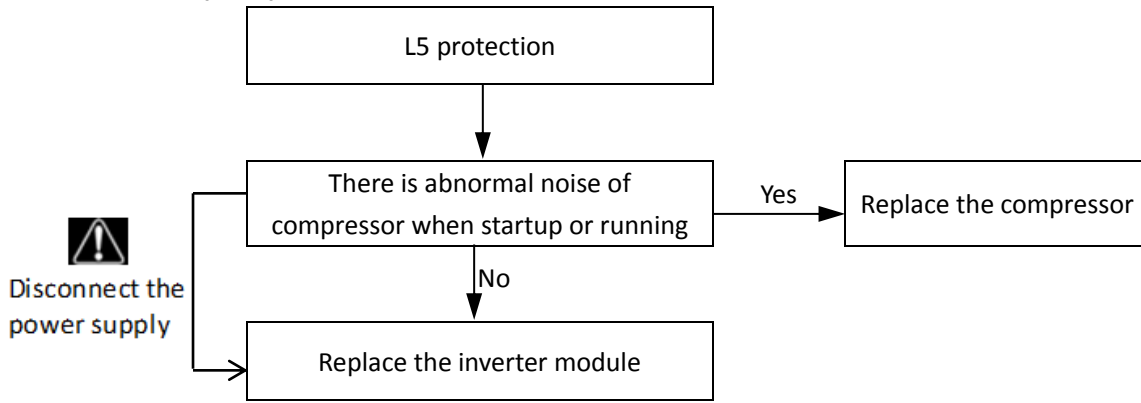 L5 protection
There is abnormal noise of
compressor when startup or running
Yes
Replace the compressor
Disconnect the
power supply
No
Replace the inverter module